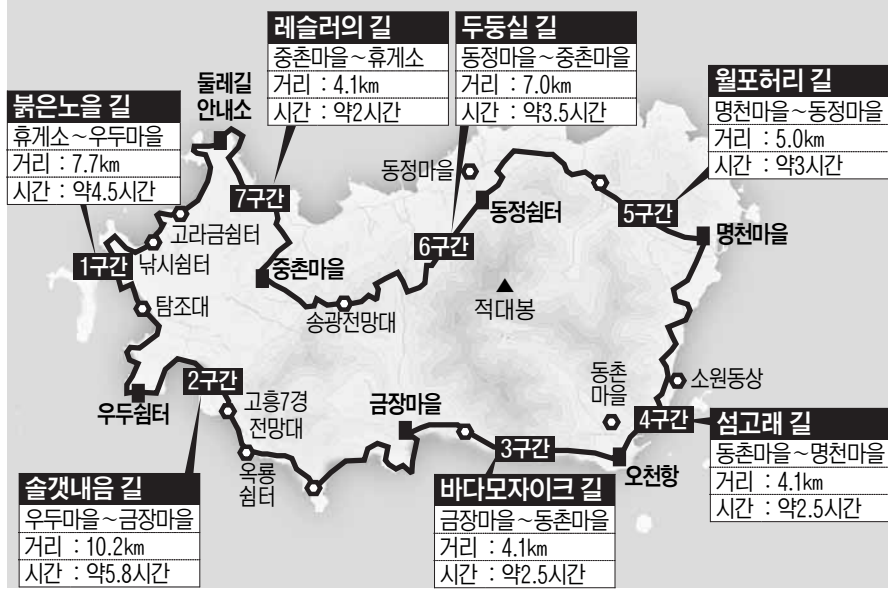 레슬러의 길
중촌마을~휴게소
거리 : 4.1km
시간 : 약2시간
두둥실 길
동정마을~중촌마을
거리 : 7.0km
시간 : 약3.5시간
월포허리 길
명천마을~동정마을
거리 : 5.0km
시간 : 약3시간
붉은노을 길
휴게소~우두마을
거리 : 7.7km
시간 : 약4.5시간
둘레길
안내소
동정마을
7구간
동정쉼터
5구간
고라금쉼터
6구간
명천마을
1구간
낚시쉼터
중촌마을
탐조대
송광전망대
적대봉
2구간
동촌
마을
소원동상
우두쉼터
고흥7경
전망대
금장마을
4구간
옥룡
쉼터
3구간
오천항
섬고래 길
동촌마을~명천마을
거리 : 4.1km
시간 : 약2.5시간
솔갯내음 길
우두마을~금장마을
거리 : 10.2km
시간 : 약5.8시간
바다모자이크 길
금장마을~동촌마을
거리 : 4.1km
시간 : 약2.5시간